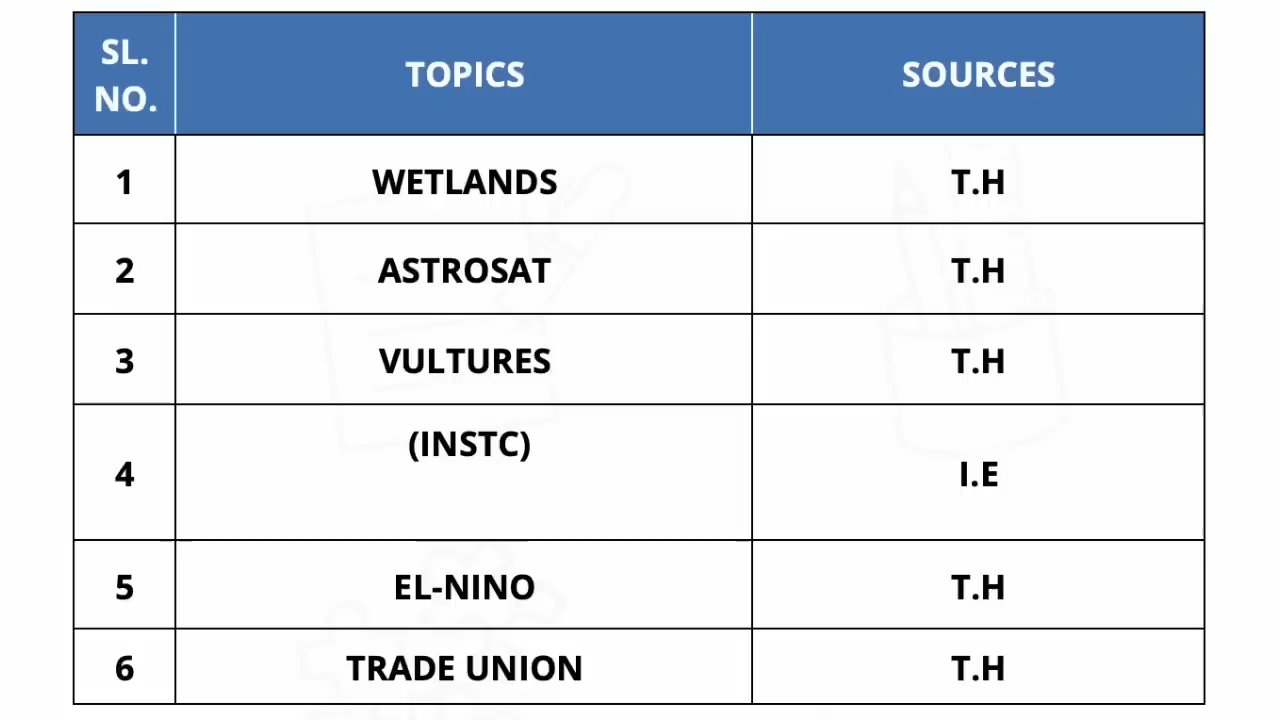 SL.
NO.
TOPICS
SOURCES
1
WETLANDS
T.H
2
ASTROSAT
T.H
3
VULTURES
T.H
4
(INSTC)
I.E
5
EL-NINO
T.H
6
TRADE UNION
T.H